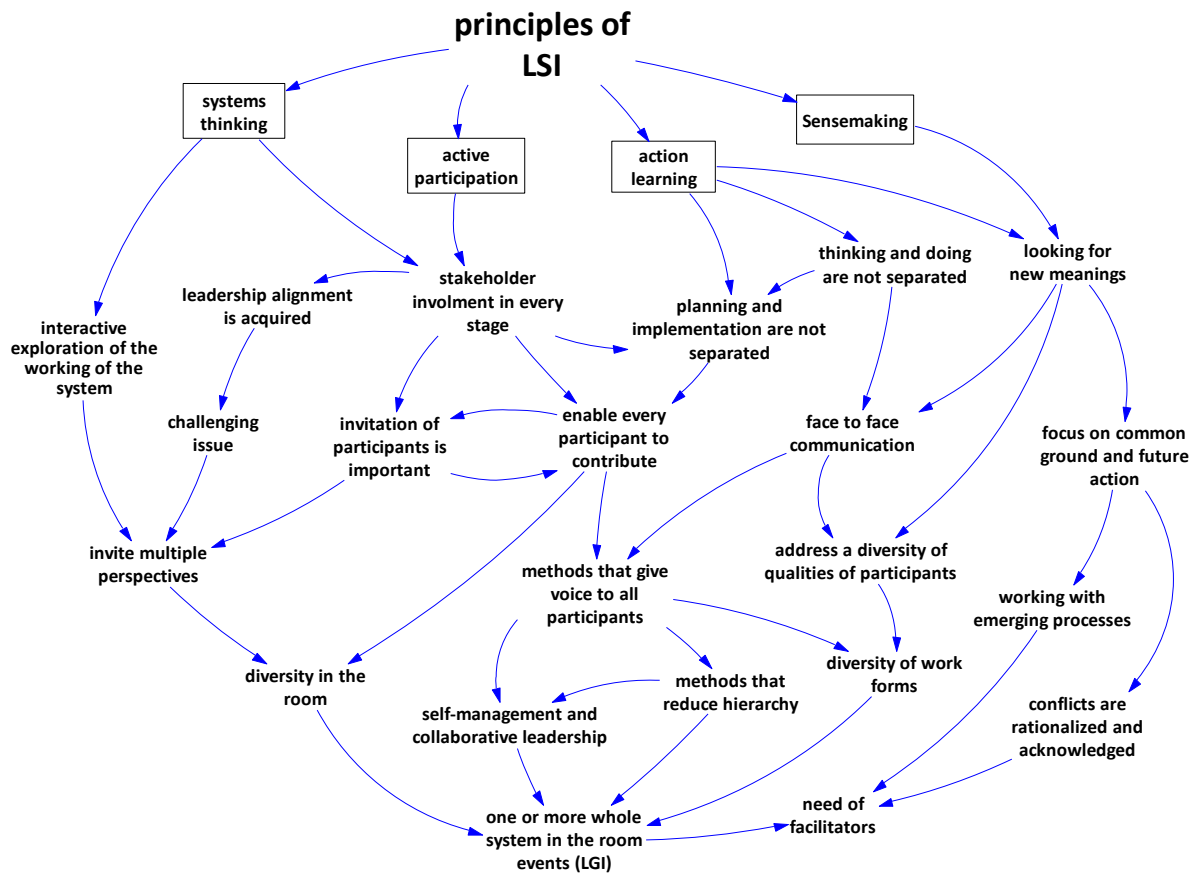 principles of
LSI
systems
thinking
active
participation
action
learning
Sensemaking
stakeholder
involment in every
stage
leadership alignment
is acquired
interactive
exploration of the
working of the
system
thinking and doing
are not separated
looking for
new meanings
planning and
implementation are not
separated
challenging
issue
invitation of
participants is
important
enable every
participant to
contribute
face to face
communication
focus on common
ground and future
action
invite multiple
perspectives
methods that give
voice to all
participants
address a diversity of
qualities of participants
working with
emerging processes
diversity in the
room
self-management and
collaborative leadership
methods that
reduce hierarchy
diversity of work
forms
conflicts are
rationalized and
acknowledged
one or more whole
system in the room
events (LGI)
need of
facilitators